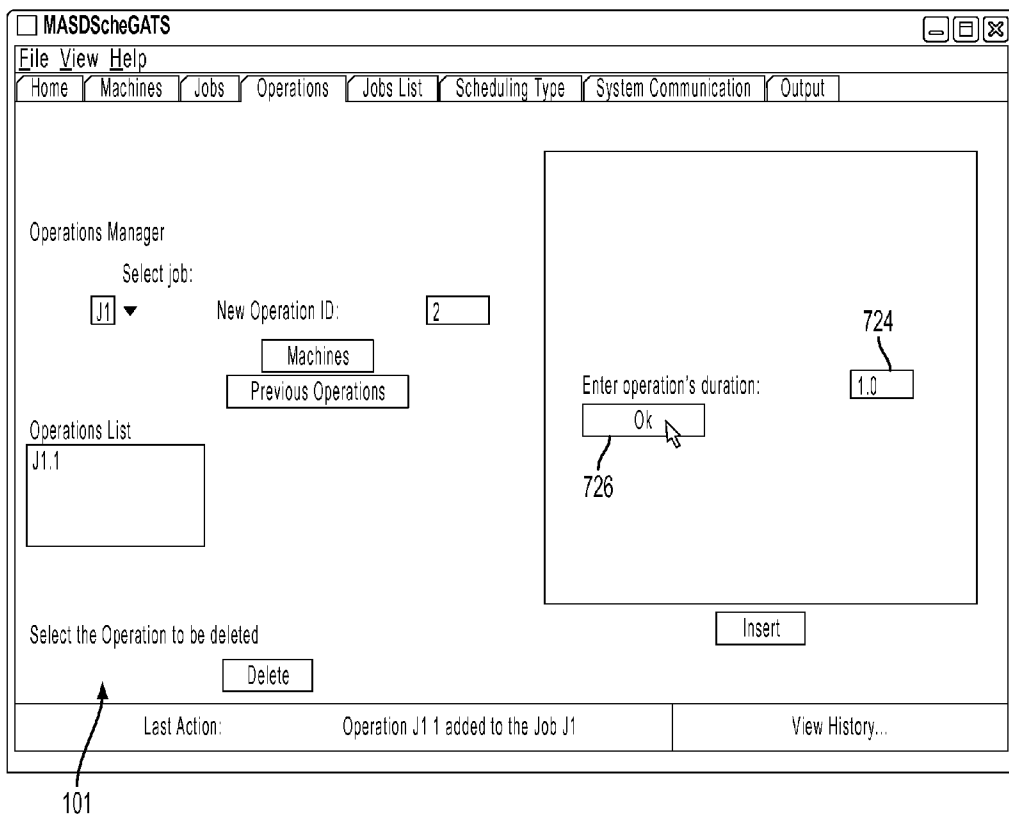 MASDScheGATS
File View Help
Home Machines Jobs Operations Jobs List Scheduling Type System Communication Output
Operations Manager
Select job:
J1 New Operation ID: 2
Machines
Previous Operations
Operations List
J1.1
724
Enter operation's duration: 1.0
Ok
726
Insert
Select the Operation to be deleted
Delete
Last Action: Operation J1 1 added to the Job J1 View History...
101